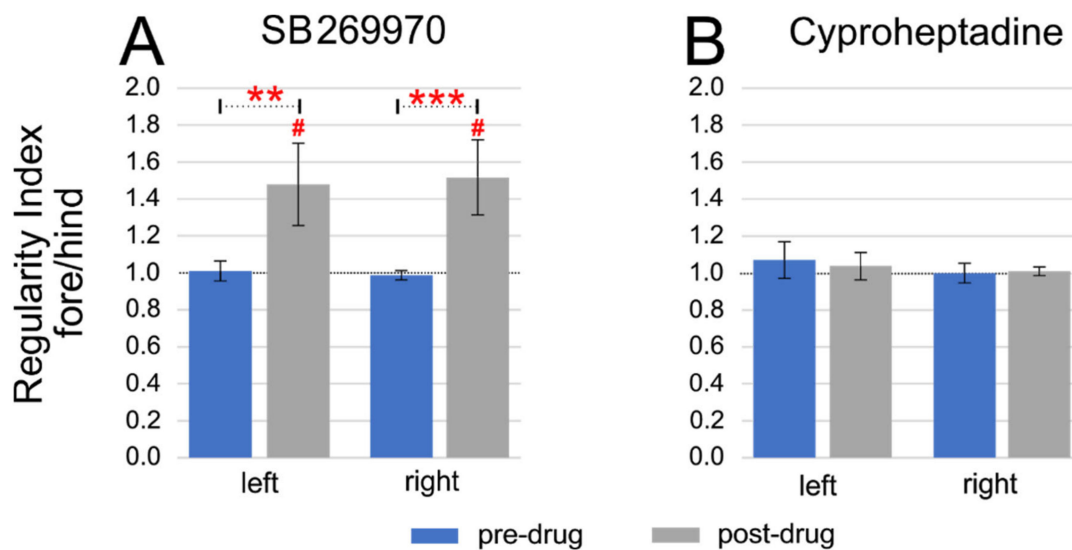 A
SB269970
Regularity Index
fore/hind
2.0
1.8
1.6
1.4
1.2
1.0
0.8
0.6
0.4
0.2
0.0
** ***
# #
left right
B
Cyproheptadine
2.0
1.8
1.6
1.4
1.2
1.0
0.8
0.6
0.4
0.2
0.0
left right
pre-drug post-drug